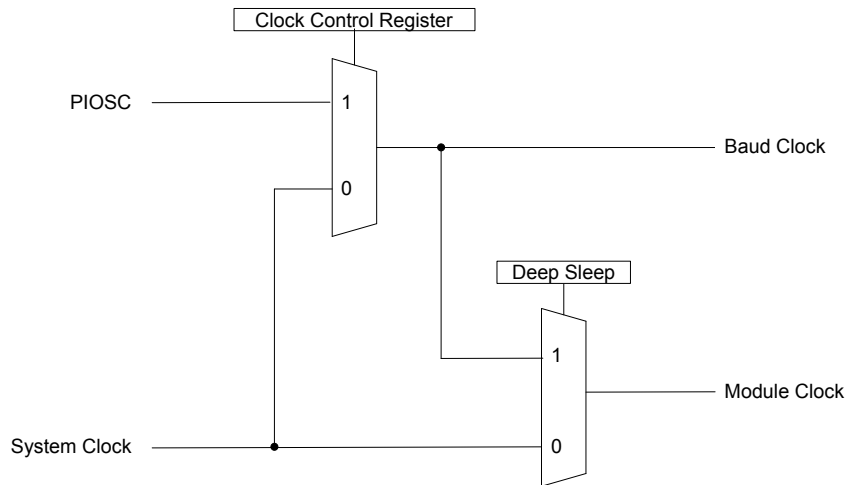 Clock Control Register
PIOSC
1
Baud Clock
0
Deep Sleep
1
Module Clock
System Clock
0